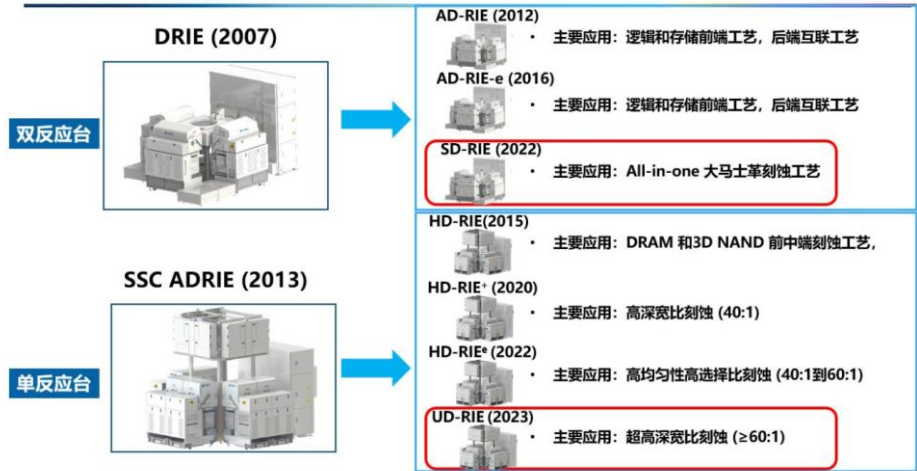 DRIE (2007)
双反应台
AD-RIE (2012)
• 主要应用：逻辑和存储前端工艺，后端互联工艺
AD-RIE-e (2016)
• 主要应用：逻辑和存储前端工艺，后端互联工艺
SD-RIE (2022)
• 主要应用：All-in-one 大马士革刻蚀工艺
SSC ADRIE (2013)
单反应台
HD-RIE(2015)
• 主要应用：DRAM 和3D NAND 前中端刻蚀工艺，
HD-RIE⁺ (2020)
• 主要应用：高深宽比刻蚀 (40:1)
HD-RIEᵉ (2022)
• 主要应用：高均匀性高选择比刻蚀 (40:1到60:1)
UD-RIE (2023)
• 主要应用：超高深宽比刻蚀 (≥60:1)